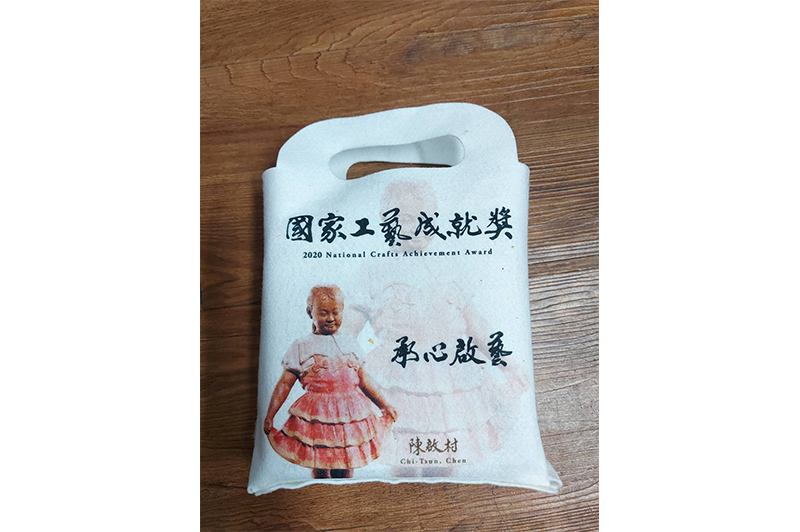 國家工藝成就獎
2020 National Crafts Achievement Award
承心啟藝
陳啟村
Chi-Tsun, Chen